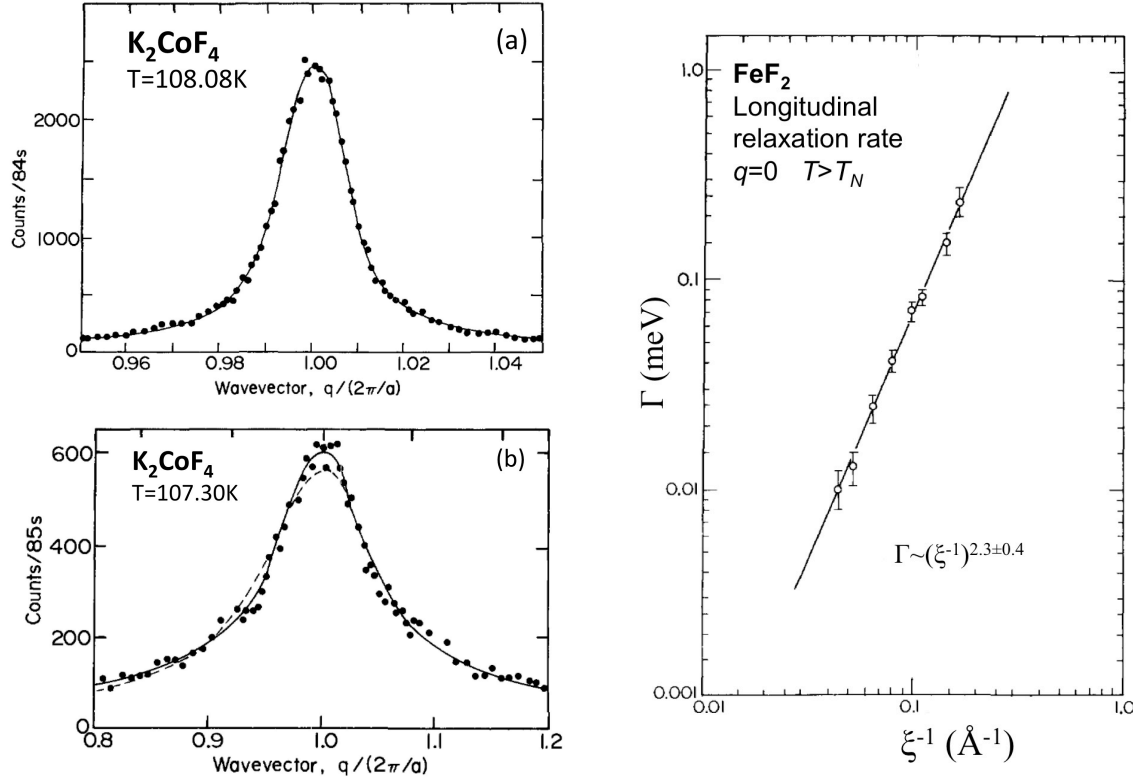 K₂CoF₄
T=108.08K
(a)
Counts/84s
2000
1000
0
0.96
0.98
1.00
1.02
1.04
Wavevector, q/(2π/a)
K₂CoF₄
T=107.30K
(b)
Counts/85s
600
400
200
0
0.8
0.9
1.0
1.1
1.2
Wavevector, q/(2π/a)
FeF₂
Longitudinal
relaxation rate
q=0 T>T_N
Γ (meV)
1.0
0.1
0.01
0.001
Γ~(ξ⁻¹)²·³±⁰·⁴
0.01
0.1
1.0
ξ⁻¹ (Å⁻¹)